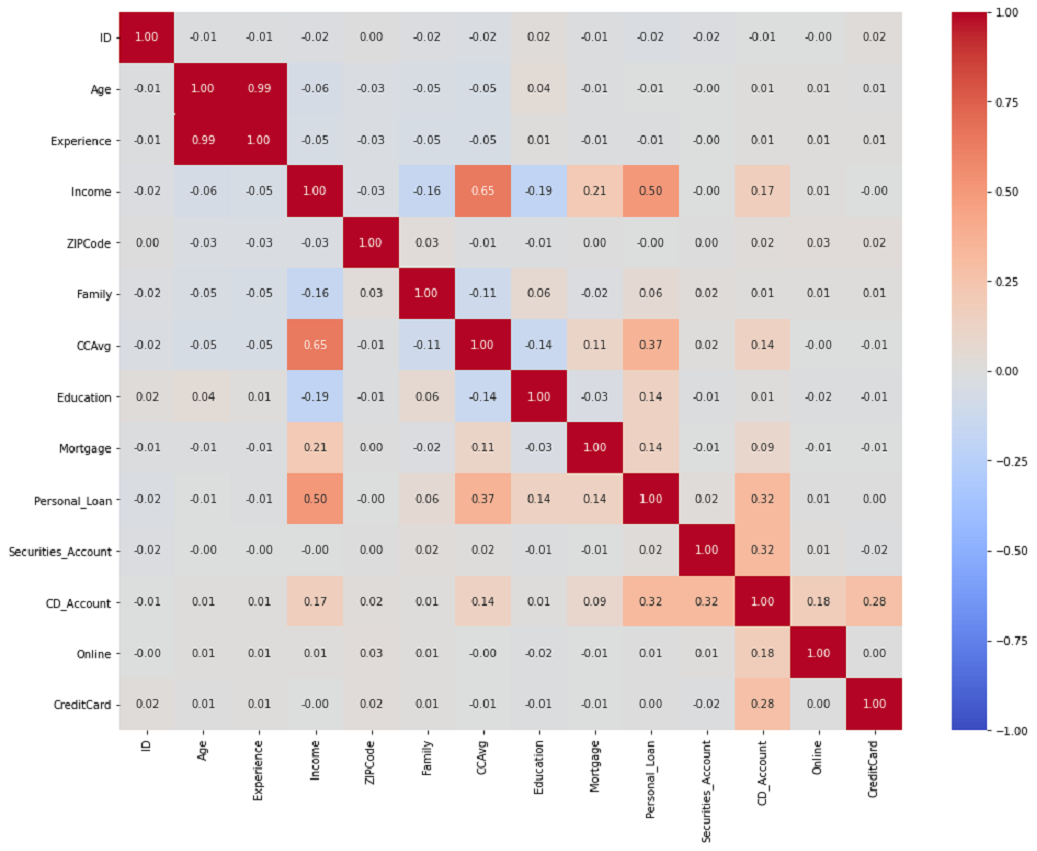 ID 1.00 -0.01 -0.01 -0.02 0.00 -0.02 -0.02 0.02 -0.01 -0.02 -0.02 -0.01 -0.00 0.02
Age -0.01 1.00 0.99 -0.06 -0.03 -0.05 -0.05 0.04 -0.01 -0.01 -0.00 0.01 0.01 0.01
Experience -0.01 0.99 1.00 -0.05 -0.03 -0.05 -0.05 0.01 -0.01 -0.01 -0.00 0.01 0.01 0.01
Income -0.02 -0.06 -0.05 1.00 -0.03 -0.16 0.65 -0.19 0.21 0.50 -0.00 0.17 0.01 -0.00
ZIPCode 0.00 -0.03 -0.03 -0.03 1.00 0.03 -0.01 -0.01 0.00 -0.00 0.00 0.02 0.03 0.02
Family -0.02 -0.05 -0.05 -0.16 0.03 1.00 -0.11 0.06 -0.02 0.06 0.02 0.01 0.01 0.01
CCAvg -0.02 -0.05 -0.05 0.65 -0.01 -0.11 1.00 -0.14 0.11 0.37 0.02 0.14 -0.00 -0.01
Education 0.02 0.04 0.01 -0.19 -0.01 0.06 -0.14 1.00 -0.03 0.14 -0.01 0.01 -0.02 -0.01
Mortgage -0.01 -0.01 -0.01 0.21 0.00 -0.02 0.11 -0.03 1.00 0.14 -0.01 0.09 -0.01 -0.01
Personal_Loan -0.02 -0.01 -0.01 0.50 -0.00 0.06 0.37 0.14 0.14 1.00 0.02 0.32 0.01 0.00
Securities_Account -0.02 -0.00 -0.00 -0.00 0.00 0.02 0.02 -0.01 -0.01 0.02 1.00 0.32 0.01 -0.02
CD_Account -0.01 0.01 0.01 0.17 0.02 0.01 0.14 0.01 0.09 0.32 0.32 1.00 0.18 0.28
Online -0.00 0.01 0.01 0.01 0.03 0.01 -0.00 -0.02 -0.01 0.01 0.01 0.18 1.00 0.00
CreditCard 0.02 0.01 0.01 -0.00 0.02 0.01 -0.01 -0.01 -0.01 0.00 -0.02 0.28 0.00 1.00
ID Age Experience Income ZIPCode Family CCAvg Education Mortgage Personal_Loan Securities_Account CD_Account Online CreditCard
1.00
0.75
0.50
0.25
0.00
−0.25
−0.50
−0.75
−1.00